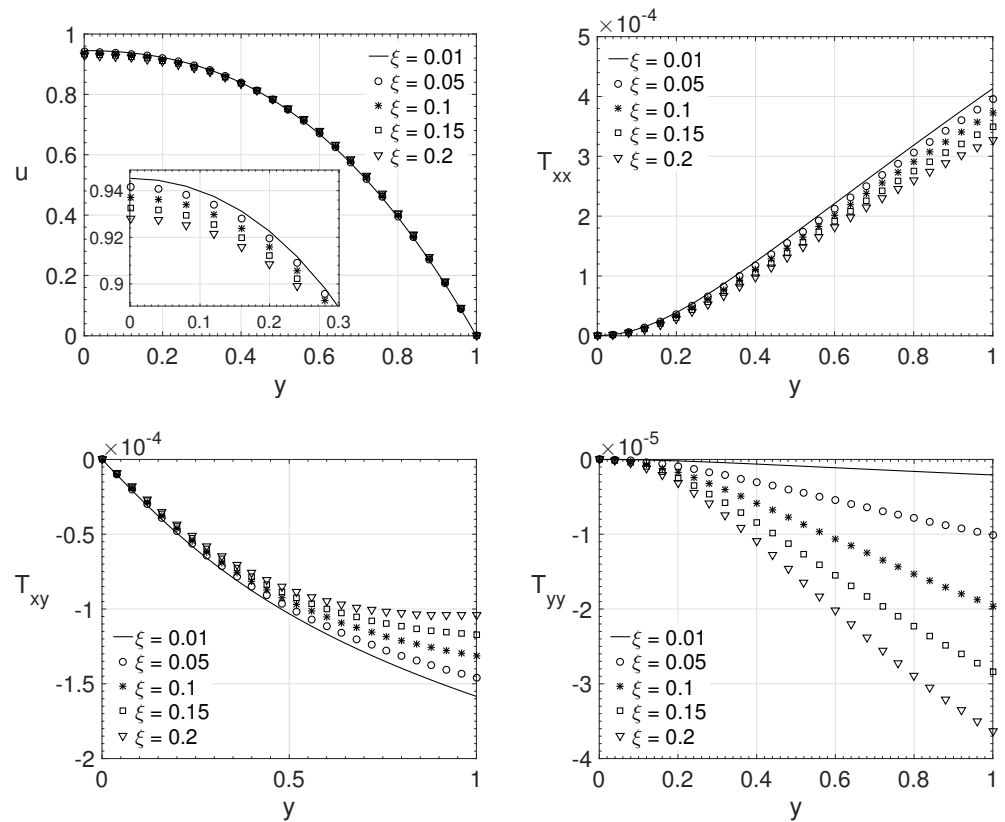 1
0.8
0.6
0.4
0.2
0
0 0.2 0.4 0.6 0.8 1
u
y
ξ = 0.01
ξ = 0.05
ξ = 0.1
ξ = 0.15
ξ = 0.2
0.94
0.92
0.9
0 0.1 0.2 0.3
×10-4
5
4
3
2
1
0
0 0.2 0.4 0.6 0.8 1
Txx
y
ξ = 0.01
ξ = 0.05
ξ = 0.1
ξ = 0.15
ξ = 0.2
×10-4
0
-0.5
-1
-1.5
-2
0 0.5 1
Txy
y
ξ = 0.01
ξ = 0.05
ξ = 0.1
ξ = 0.15
ξ = 0.2
×10-5
0
-1
-2
-3
-4
0 0.2 0.4 0.6 0.8 1
Tyy
y
ξ = 0.01
ξ = 0.05
ξ = 0.1
ξ = 0.15
ξ = 0.2